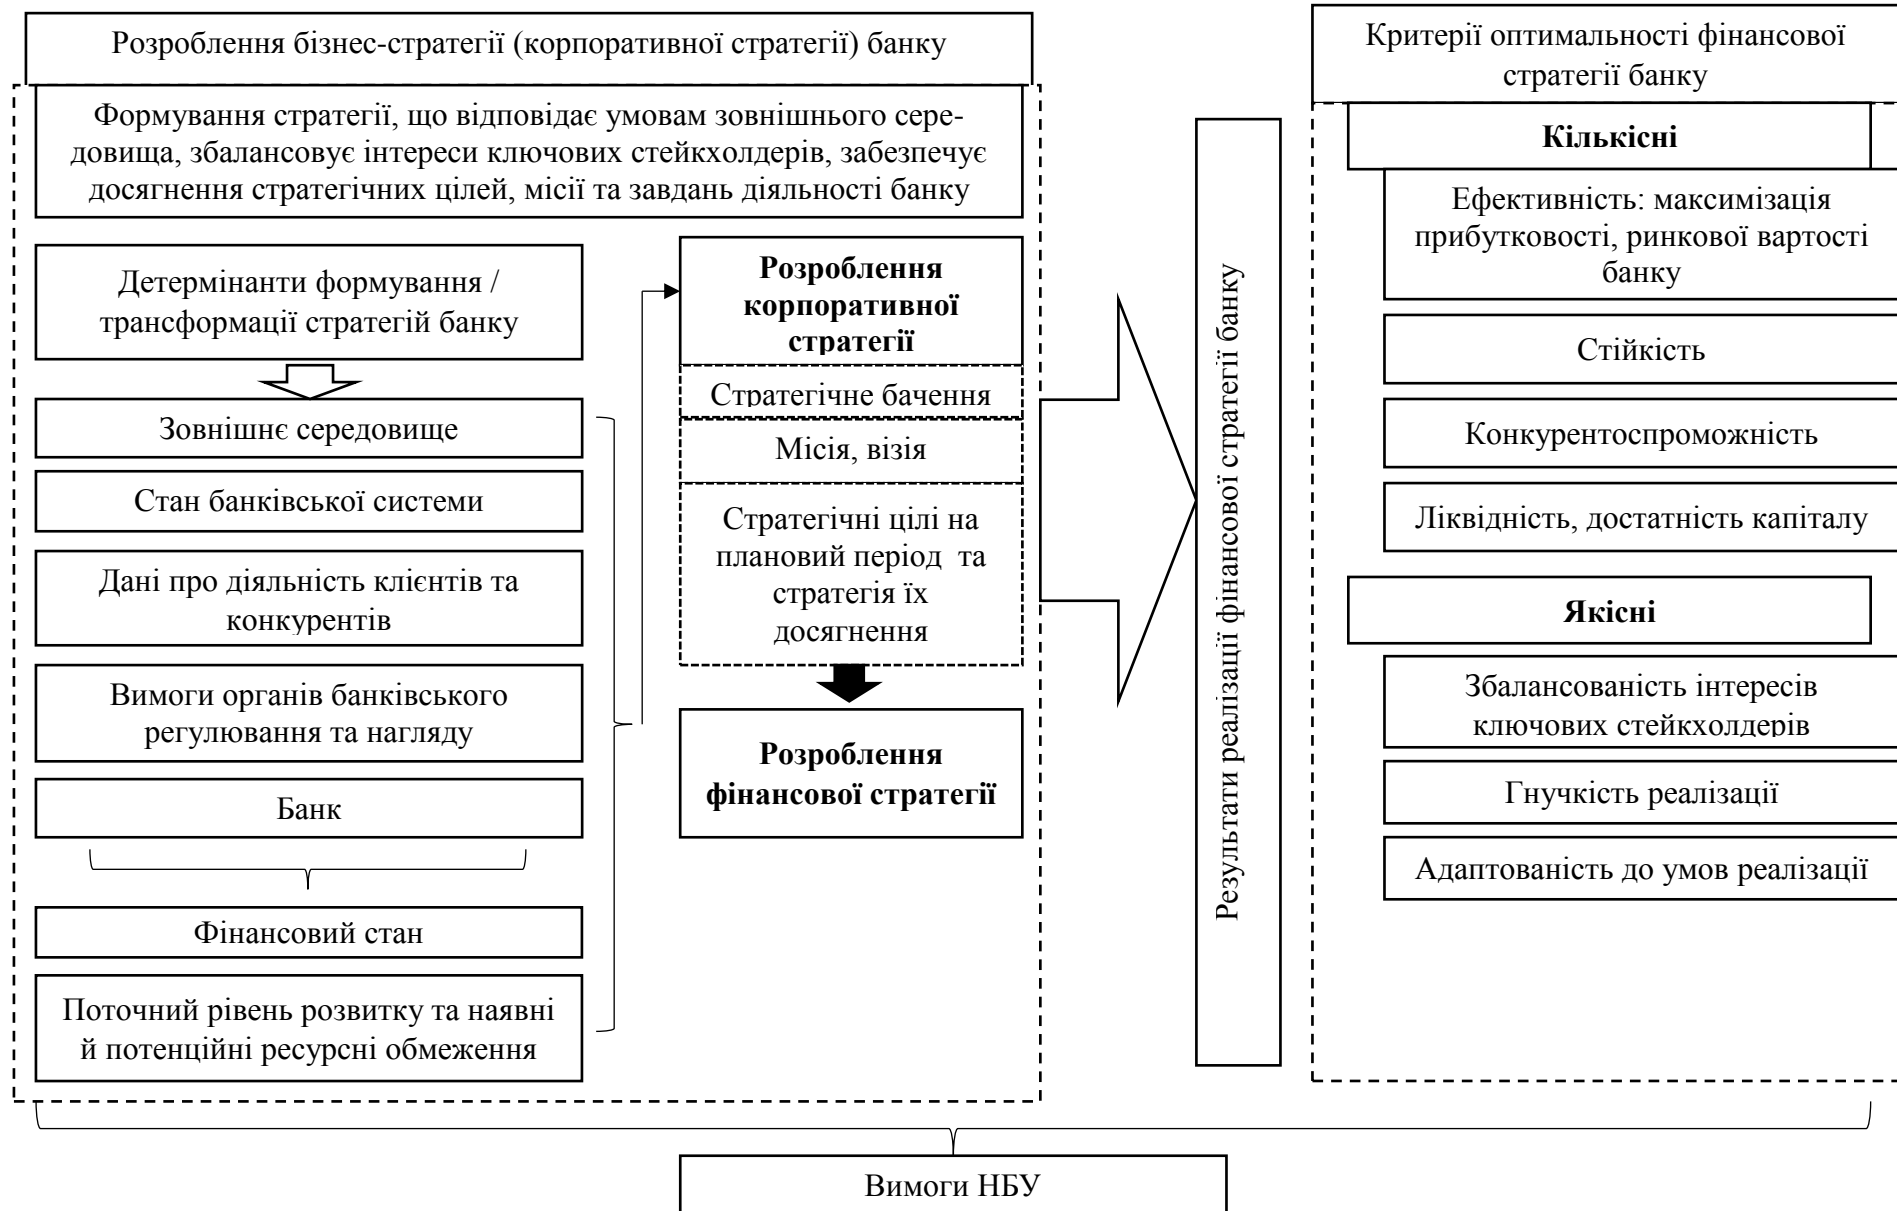 Розроблення бізнес-стратегії (корпоративної стратегії) банку
Формування стратегії, що відповідає умовам зовнішнього сере-
довища, збалансовує інтереси ключових стейкхолдерів, забезпечує
досягнення стратегічних цілей, місії та завдань діяльності банку
Детермінанти формування /
трансформації стратегій банку
Зовнішнє середовище
Стан банківської системи
Дані про діяльність клієнтів та
конкурентів
Вимоги органів банківського
регулювання та нагляду
Банк
Фінансовий стан
Поточний рівень розвитку та наявні
й потенційні ресурсні обмеження
Розроблення
корпоративної
стратегії
Стратегічне бачення
Місія, візія
Стратегічні цілі на
плановий період та
стратегія їх
досягнення
Розроблення
фінансової стратегії
Результати реалізації фінансової стратегії банку
Критерії оптимальності фінансової
стратегії банку
Кількісні
Ефективність: максимізація
прибутковості, ринкової вартості
банку
Стійкість
Конкурентоспроможність
Ліквідність, достатність капіталу
Якісні
Збалансованість інтересів
ключових стейкхолдерів
Гнучкість реалізації
Адаптованість до умов реалізації
Вимоги НБУ